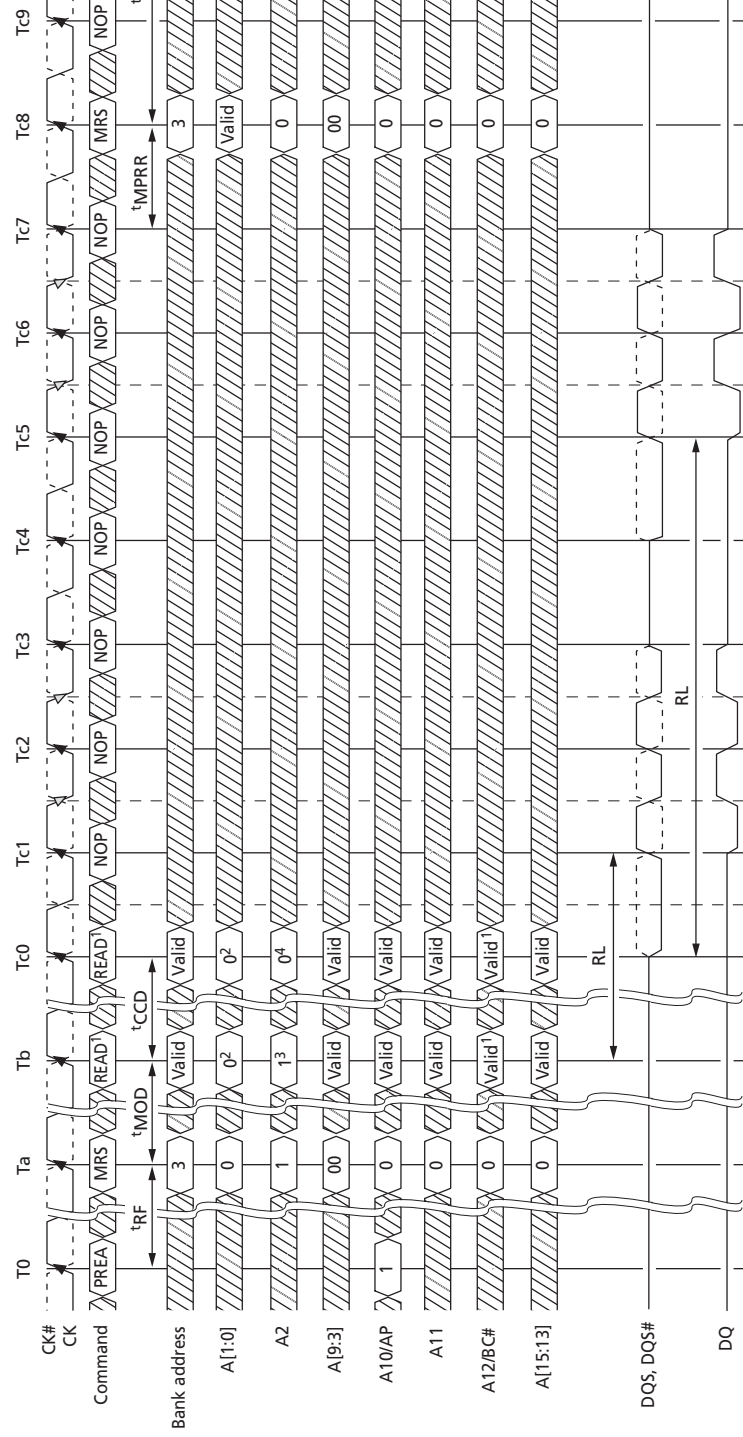 T0 Ta Tb Tc0 Tc1 Tc2 Tc3 Tc4 Tc5 Tc6 Tc7 Tc8 Tc9
CK#
CK
Command PREA MRS READ1 READ1 NOP NOP NOP NOP NOP NOP NOP MRS NOP
tRF tMOD tCCD tMPRR t
Bank address 3 Valid Valid 3
A[1:0] 0 02 02 Valid
A2 1 13 04 0
A[9:3] 00 Valid Valid 00
A10/AP 1 0 Valid Valid 0
A11 0 Valid Valid 0
A12/BC# 0 Valid1 Valid1 0
A[15:13] 0 Valid Valid 0
RL
DQS, DQS#
RL
DQ